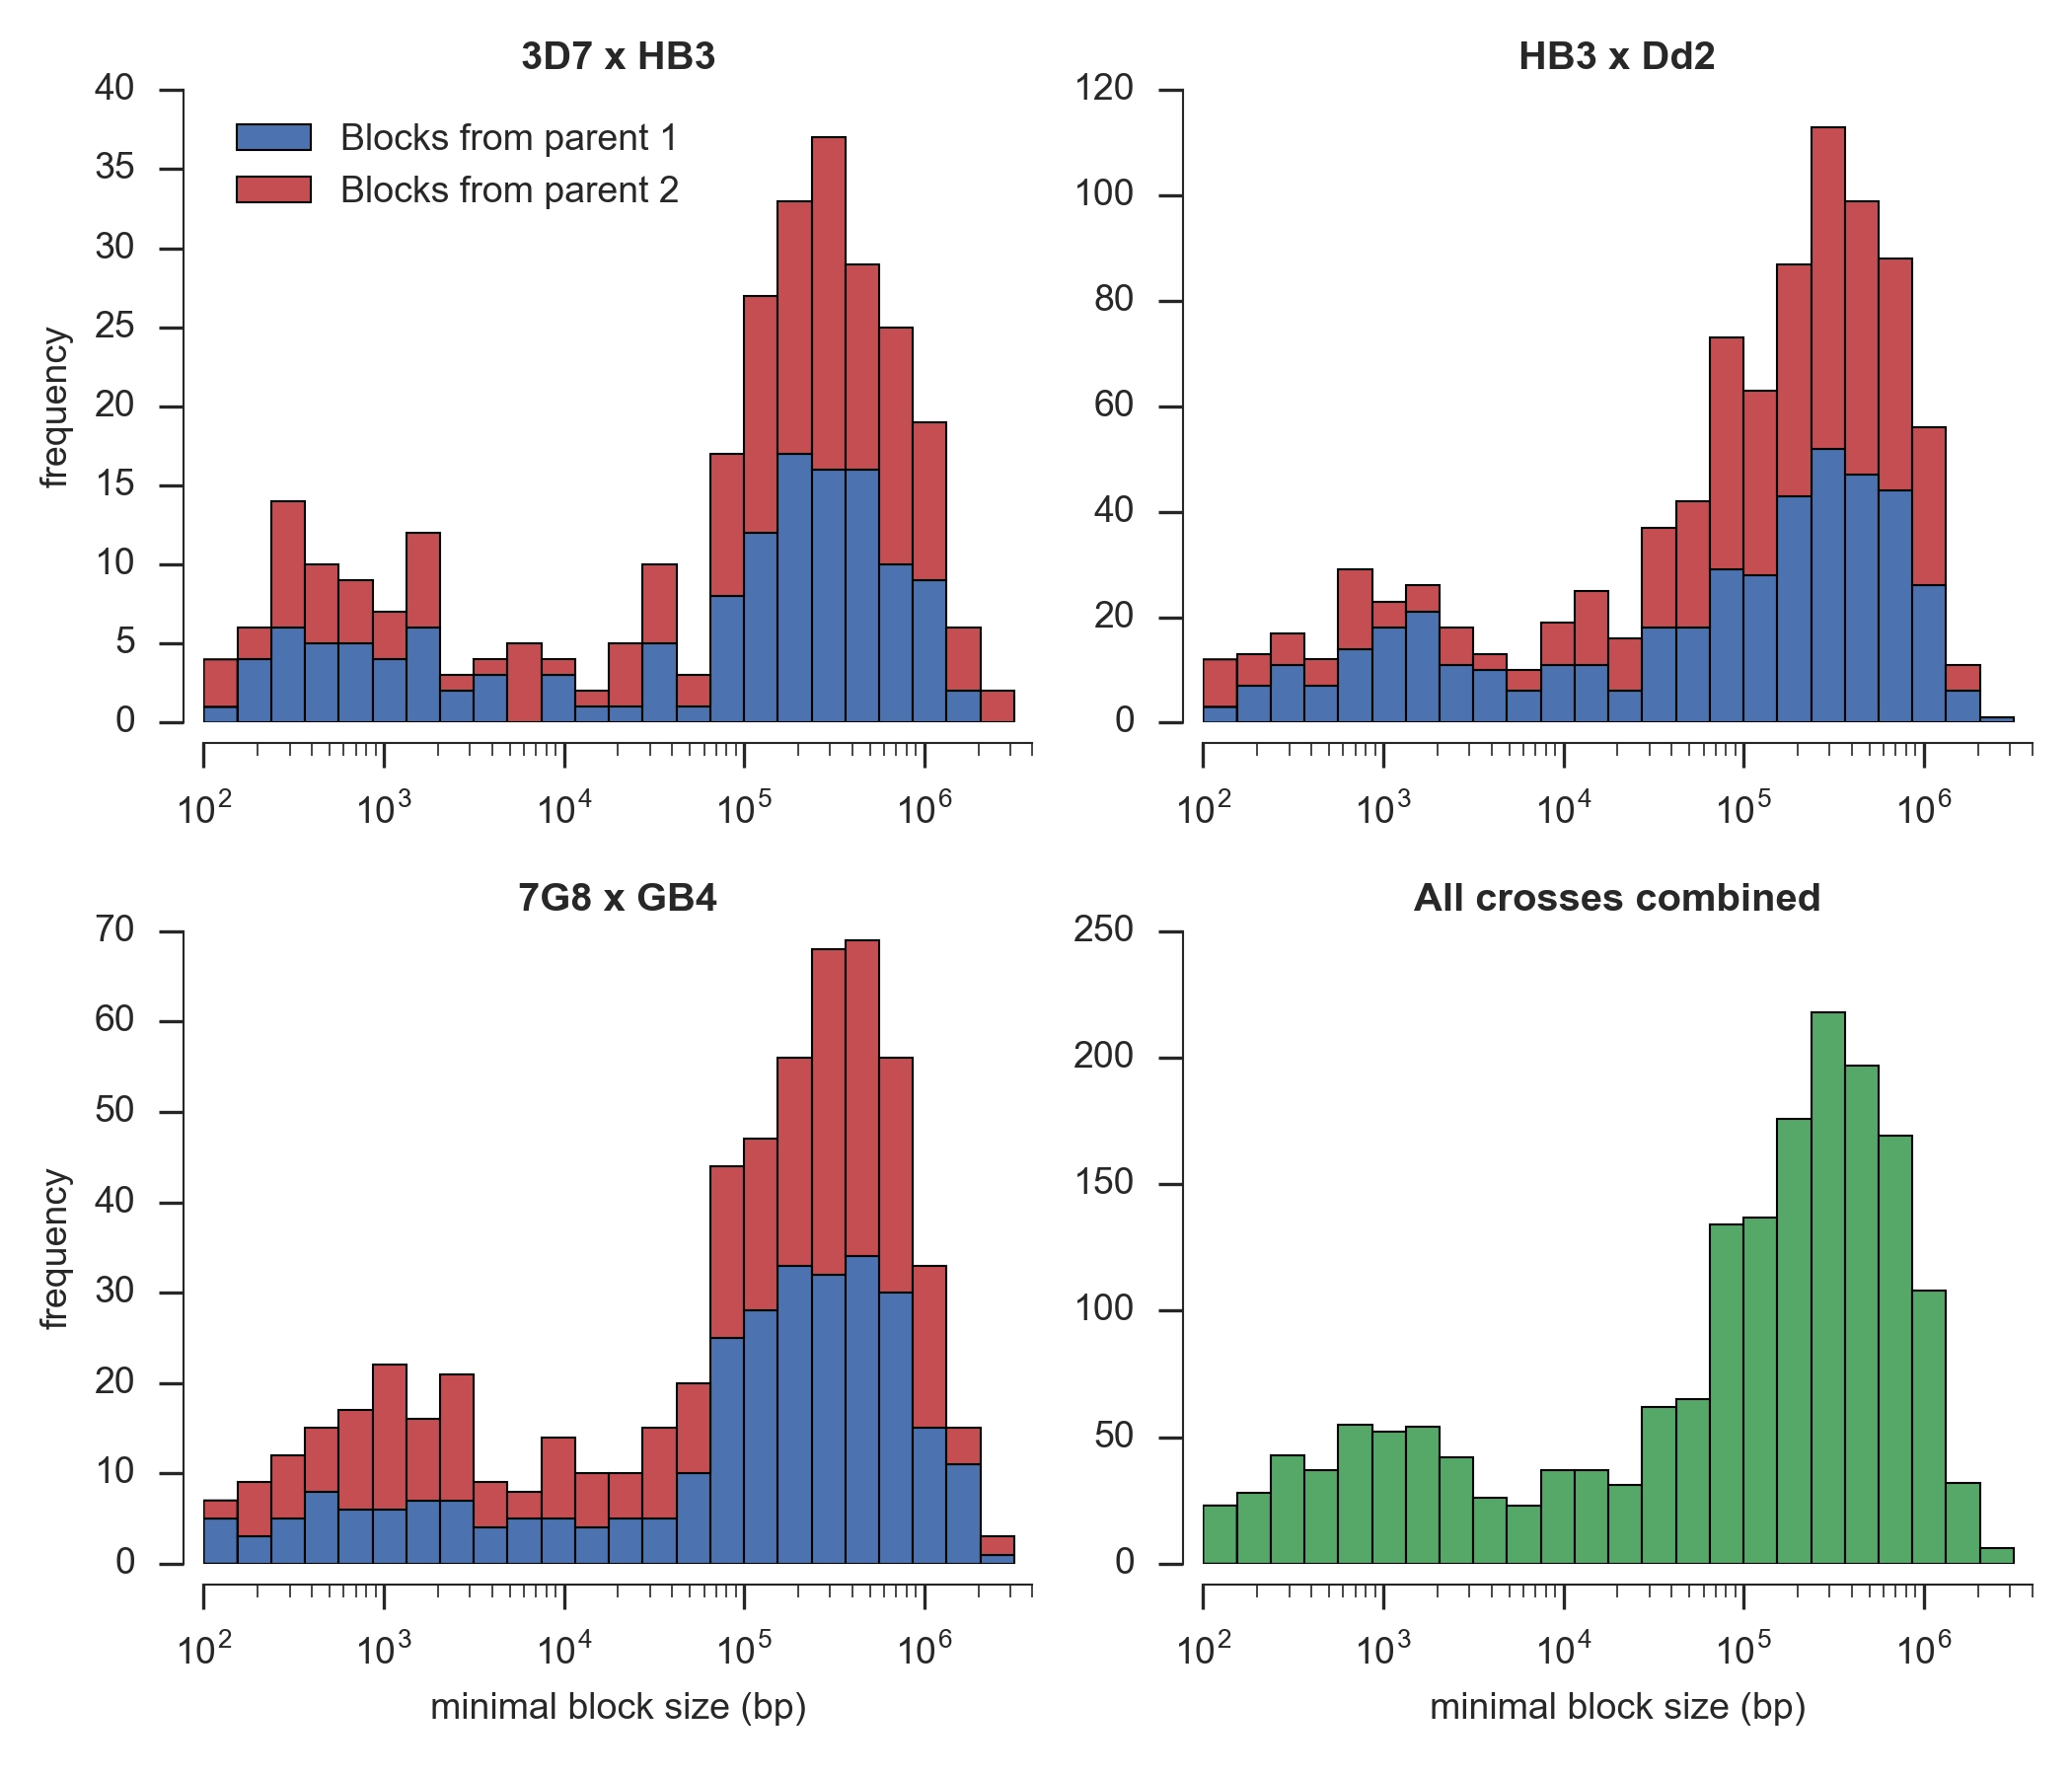 3D7 x HB3
40
35
30
25
20
15
10
5
0
frequency
Blocks from parent 1
Blocks from parent 2
10² 10³ 10⁴ 10⁵ 10⁶
HB3 x Dd2
120
100
80
60
40
20
0
10² 10³ 10⁴ 10⁵ 10⁶
7G8 x GB4
70
60
50
40
30
20
10
0
frequency
10² 10³ 10⁴ 10⁵ 10⁶
minimal block size (bp)
All crosses combined
250
200
150
100
50
0
10² 10³ 10⁴ 10⁵ 10⁶
minimal block size (bp)